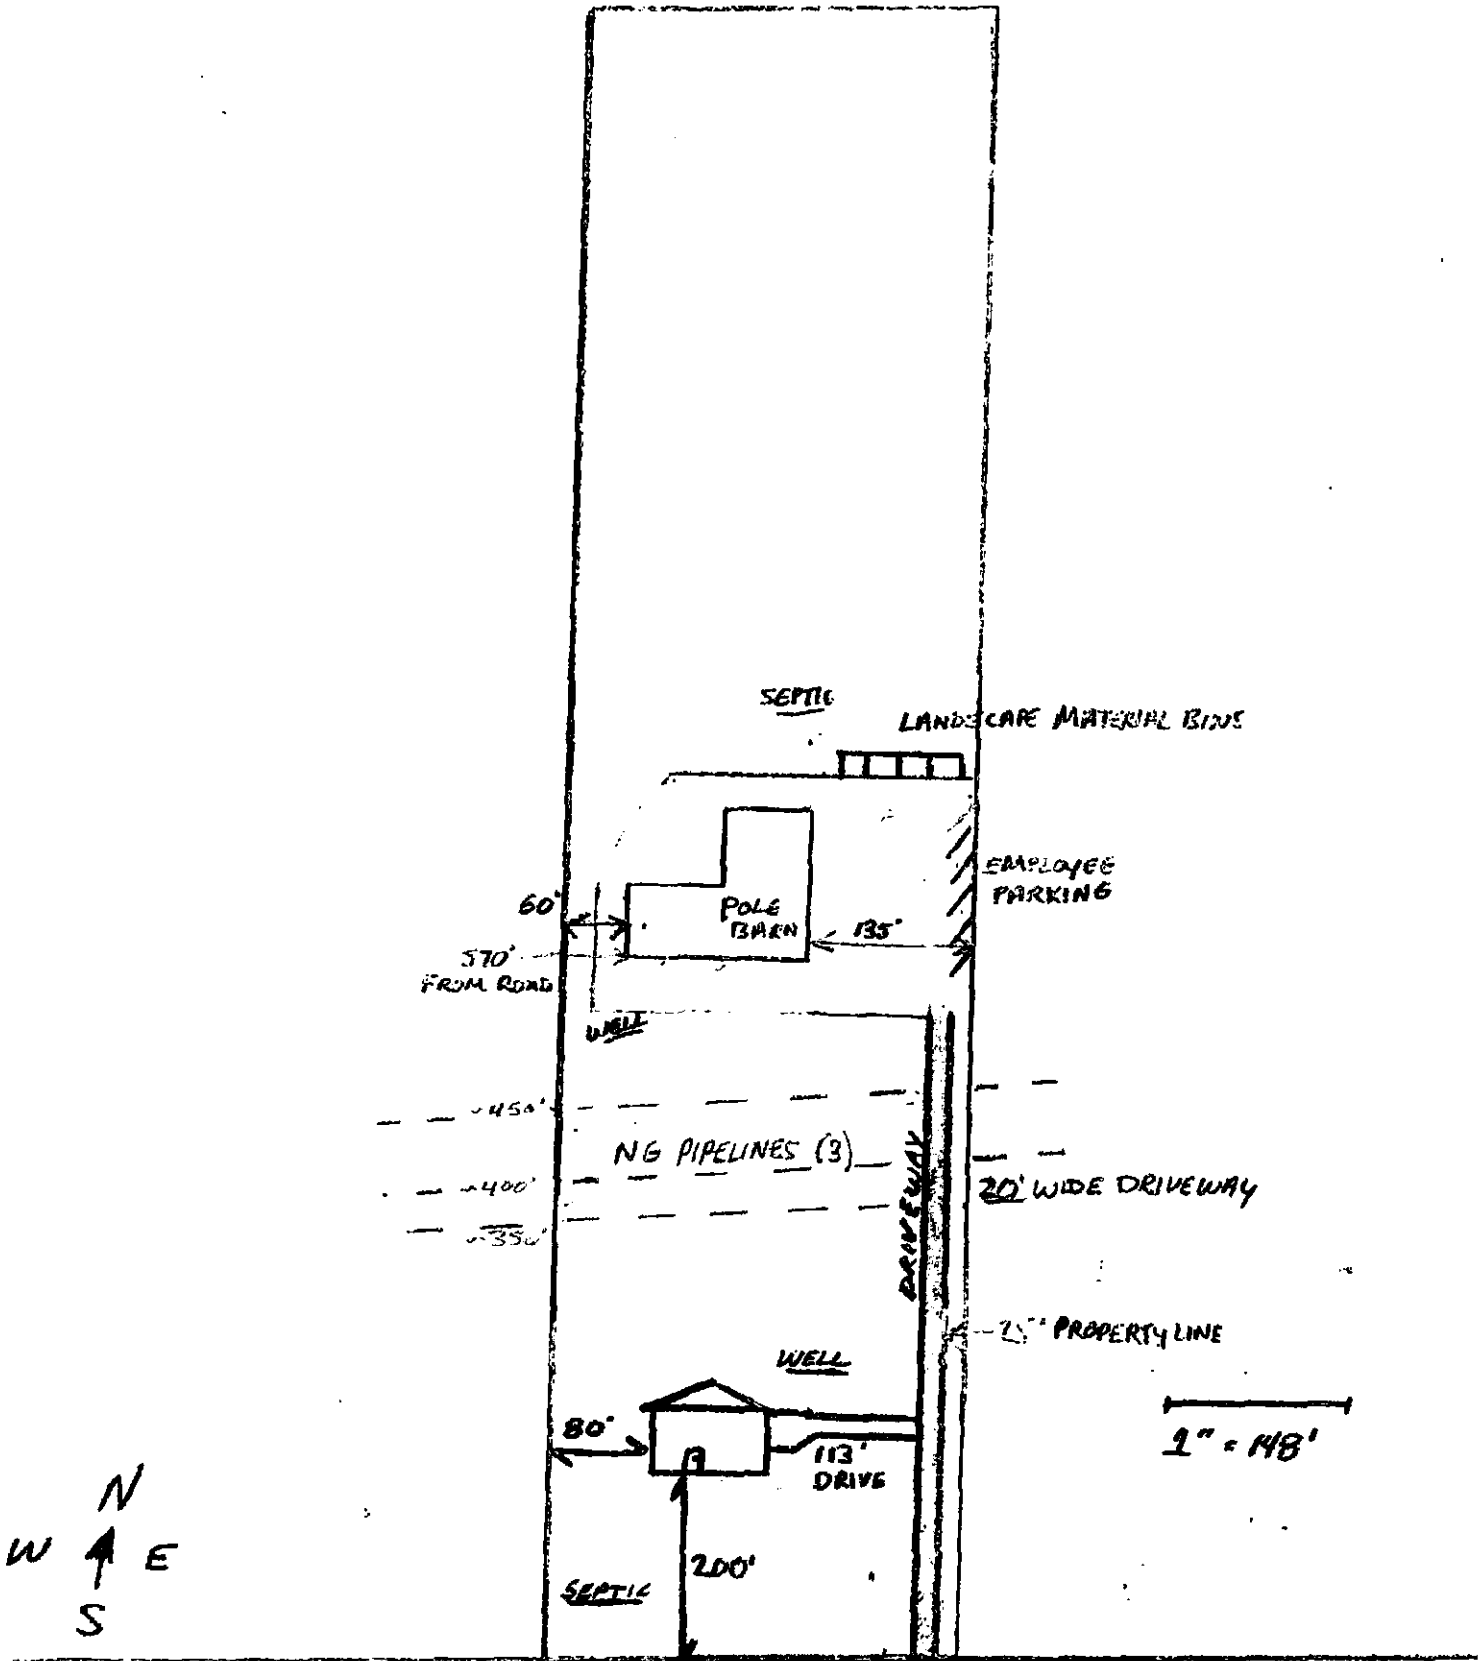 SEPTIC
LANDSCAPE MATERIAL BINS
EMPLOYEE
PARKING
60'
POLE
BARN
135'
570'
FROM ROAD
WELL
~450'
NG PIPELINES (3)
~400'
20' WIDE DRIVEWAY
~350'
DRIVEWAY
PROPERTY LINE
WELL
80'
113'
DRIVE
1" = 148'
N
W E
S
200'
SEPTIC